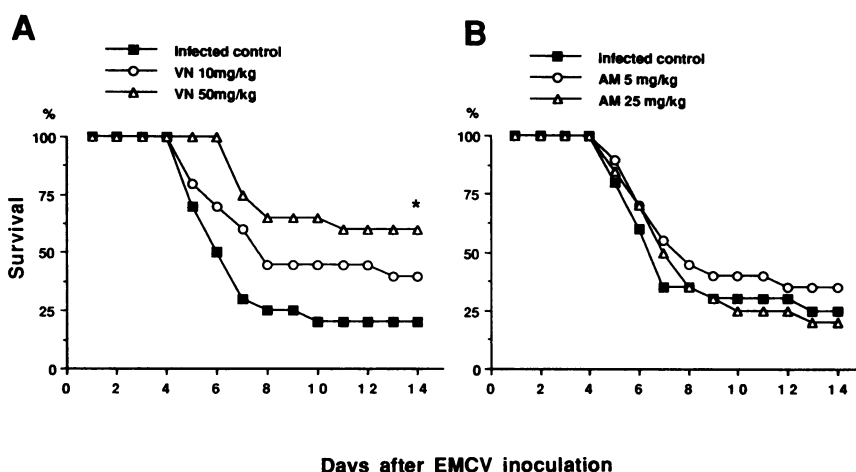 A
Infected control
VN 10mg/kg
VN 50mg/kg
%
100
75
50
25
0
Survival
*
0 2 4 6 8 10 12 14
B
Infected control
AM 5 mg/kg
AM 25 mg/kg
%
100
75
50
25
0
0 2 4 6 8 10 12 14
Days after EMCV inoculation